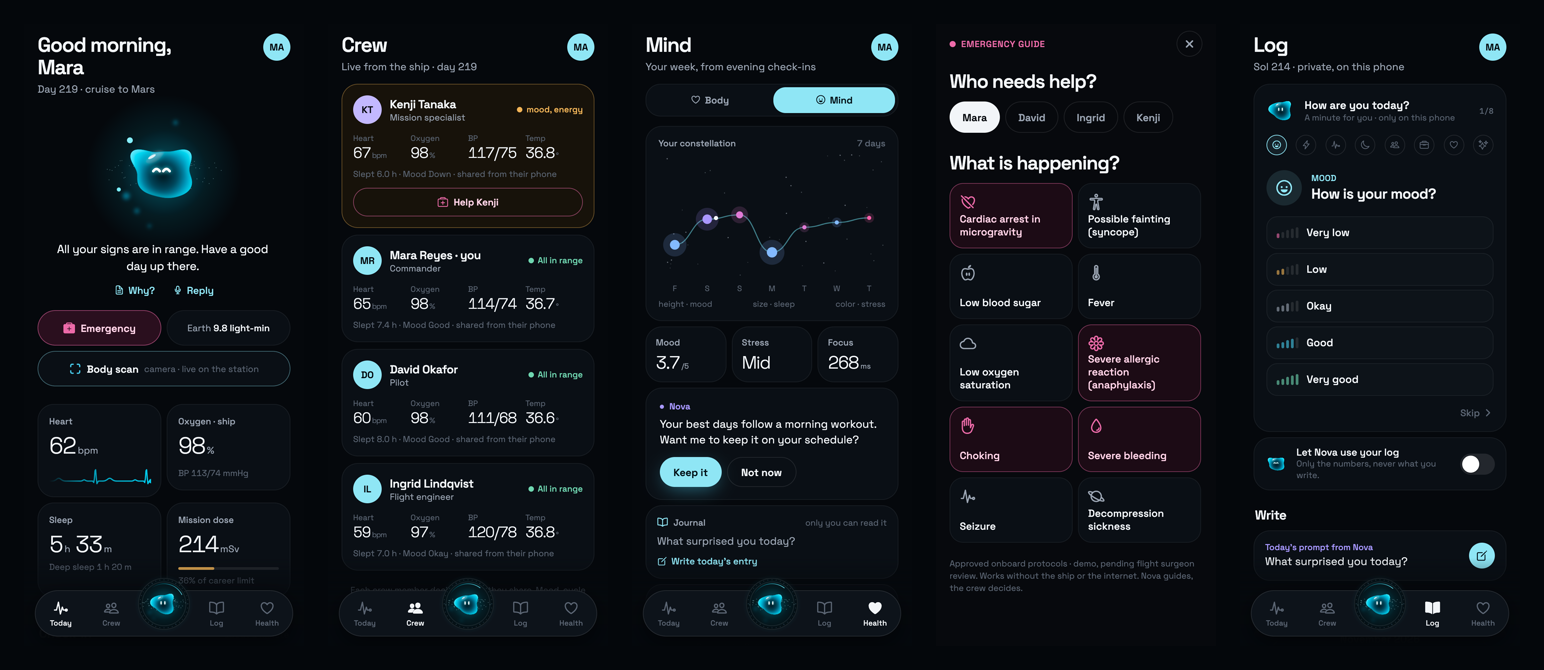 Good morning,
Mara
MA
Day 219 · cruise to Mars
All your signs are in range. Have a good
day up there.
Why?
Reply
Emergency
Earth 9.8 light-min
Body scan camera · live on the station
Heart
62 bpm
Oxygen · ship
98 %
BP 113/74 mmHg
Sleep
5 h 33 m
Deep sleep 1 h 20 m
Mission dose
214 mSv
36% of career limit
Today
Crew
Log
Health
Crew
MA
Live from the ship · day 219
KT
Kenji Tanaka
Mission specialist
mood, energy
Heart Oxygen BP Temp
67 bpm 98 % 117/75 36.8 °
Slept 6.0 h · Mood Down · shared from their phone
Help Kenji
MR
Mara Reyes · you
Commander
All in range
Heart Oxygen BP Temp
65 bpm 98 % 114/74 36.7 °
Slept 7.4 h · Mood Good · shared from their phone
DO
David Okafor
Pilot
All in range
Heart Oxygen BP Temp
60 bpm 98 % 111/68 36.6 °
Slept 8.0 h · Mood Good · shared from their phone
IL
Ingrid Lindqvist
Flight engineer
All in range
Heart Oxygen BP Temp
59 bpm 97 % 120/78 36.8 °
Slept 7.0 h · Mood Okay · shared from their phone
Today
Crew
Log
Health
Mind
MA
Your week, from evening check-ins
Body
Mind
Your constellation
7 days
F S S M T W T
height · mood size · sleep color · stress
Mood
3.7 /5
Stress
Mid
Focus
268 ms
Nova
Your best days follow a morning workout.
Want me to keep it on your schedule?
Keep it
Not now
Journal
only you can read it
What surprised you today?
Write today's entry
Today
Crew
Log
Health
EMERGENCY GUIDE
Who needs help?
Mara
David
Ingrid
Kenji
What is happening?
Cardiac arrest in
microgravity
Possible fainting
(syncope)
Low blood sugar
Fever
Low oxygen
saturation
Severe allergic
reaction
(anaphylaxis)
Choking
Severe bleeding
Seizure
Decompression
sickness
Approved onboard protocols · demo, pending flight surgeon
review. Works without the ship or the internet. Nova guides,
the crew decides.
Log
MA
Sol 214 · private, on this phone
How are you today?
A minute for you · only on this phone
1/8
MOOD
How is your mood?
Very low
Low
Okay
Good
Very good
Skip
Let Nova use your log
Only the numbers, never what you
write.
Write
Today's prompt from Nova
What surprised you today?
Today
Crew
Log
Health